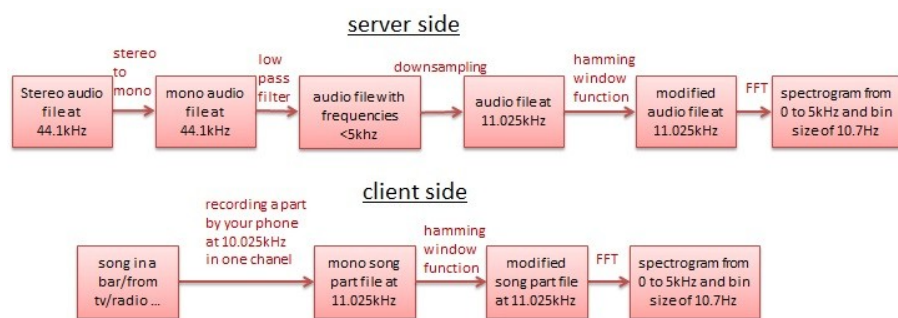 server side
stereo
to
mono
low
pass
filter
downsampling
hamming
window
function
FFT
Stereo audio
file at
44.1kHz
mono audio
file at
44.1kHz
audio file with
frequencies
<5khz
audio file at
11.025kHz
modified
audio file at
11.025kHz
spectrogram from
0 to 5kHz and bin
size of 10.7Hz
client side
recording a part
by your phone
at 10.025kHz
in one chanel
hamming
window
function
FFT
song in a
bar/from
tv/radio ...
mono song
part file at
11.025kHz
modified
song part file
at 11.025kHz
spectrogram from
0 to 5kHz and bin
size of 10.7Hz